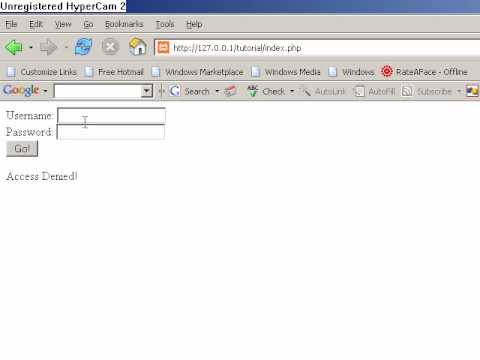 Unregistered HyperCam 2
File Edit View Go Bookmarks Tools Help
http://127.0.0.1/tutorial/index.php
Customize Links Free Hotmail Windows Marketplace Windows Media Windows RateAFace - Offline
Google Search ABC Check AutoLink AutoFill Subscribe
Username:
Password:
Go!
Access Denied!